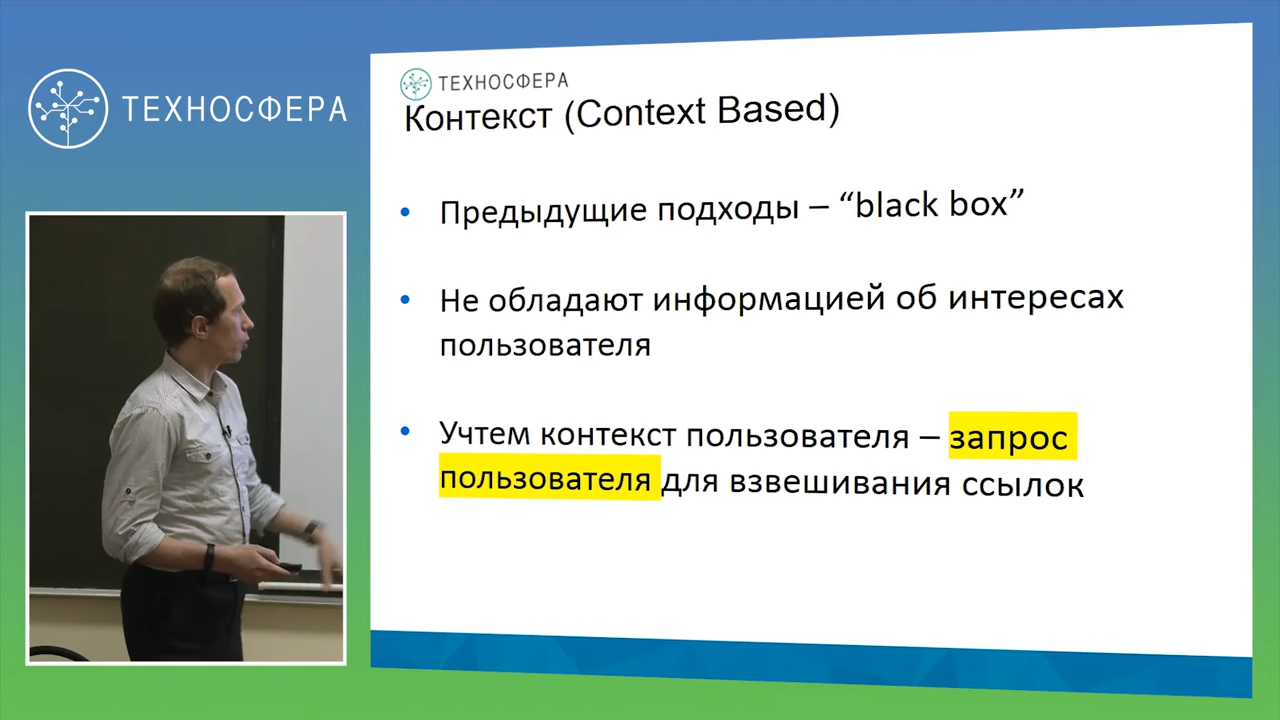 ТЕХНОСФЕРА
ТЕХНОСФЕРА
Контекст (Context Based)
• Предыдущие подходы – “black box”
• Не обладают информацией об интересах
пользователя
• Учтем контекст пользователя – запрос
пользователя для взвешивания ссылок